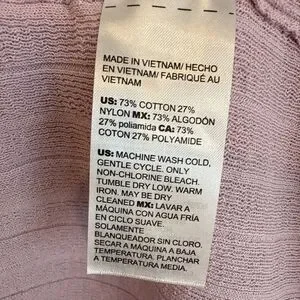 MADE IN VIETNAM/ HECHO
EN VIETNAM/ FABRIQUÉ AU
VIETNAM
US: 73% COTTON 27%
NYLON MX: 73% ALGODÓN
27% poliamida CA: 73%
COTON 27% POLYAMIDE
US: MACHINE WASH COLD,
GENTLE CYCLE. ONLY
NON-CHLORINE BLEACH.
TUMBLE DRY LOW. WARM
IRON. MAY BE DRY
CLEANED MX: LAVAR A
MÁQUINA CON AGUA FRÍA
EN CICLO SUAVE.
SOLAMENTE
BLANQUEADOR SIN CLORO.
SECAR A MÁQUINA A BAJA
TEMPERATURA. PLANCHAR
A TEMPERATURA MEDIA.